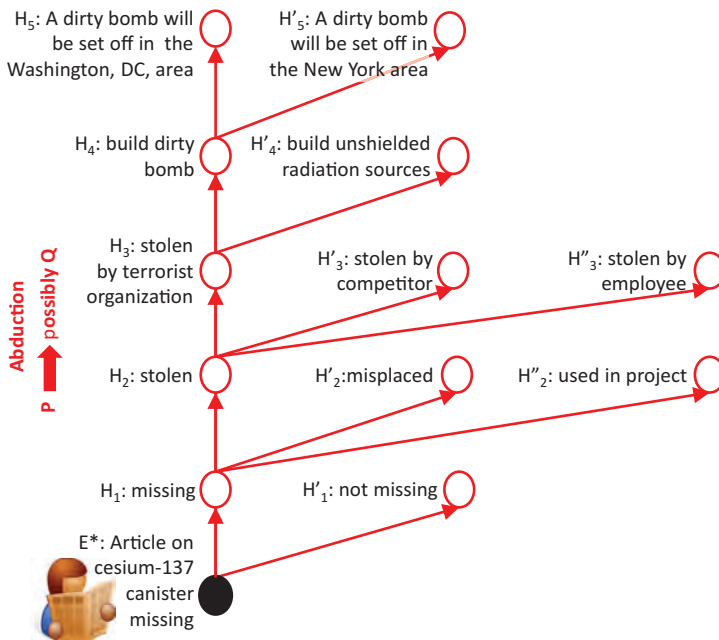 H₅: A dirty bomb will
be set off in the
Washington, DC, area
H′₅: A dirty bomb
will be set off in
the New York area
H₄: build dirty
bomb
H′₄: build unshielded
radiation sources
H₃: stolen
by terrorist
organization
H′₃: stolen by
competitor
H″₃: stolen by
employee
Abduction
P possibly Q
H₂: stolen
H′₂:misplaced
H″₂: used in project
H₁: missing
H′₁: not missing
E*: Article on
cesium-137
canister
missing